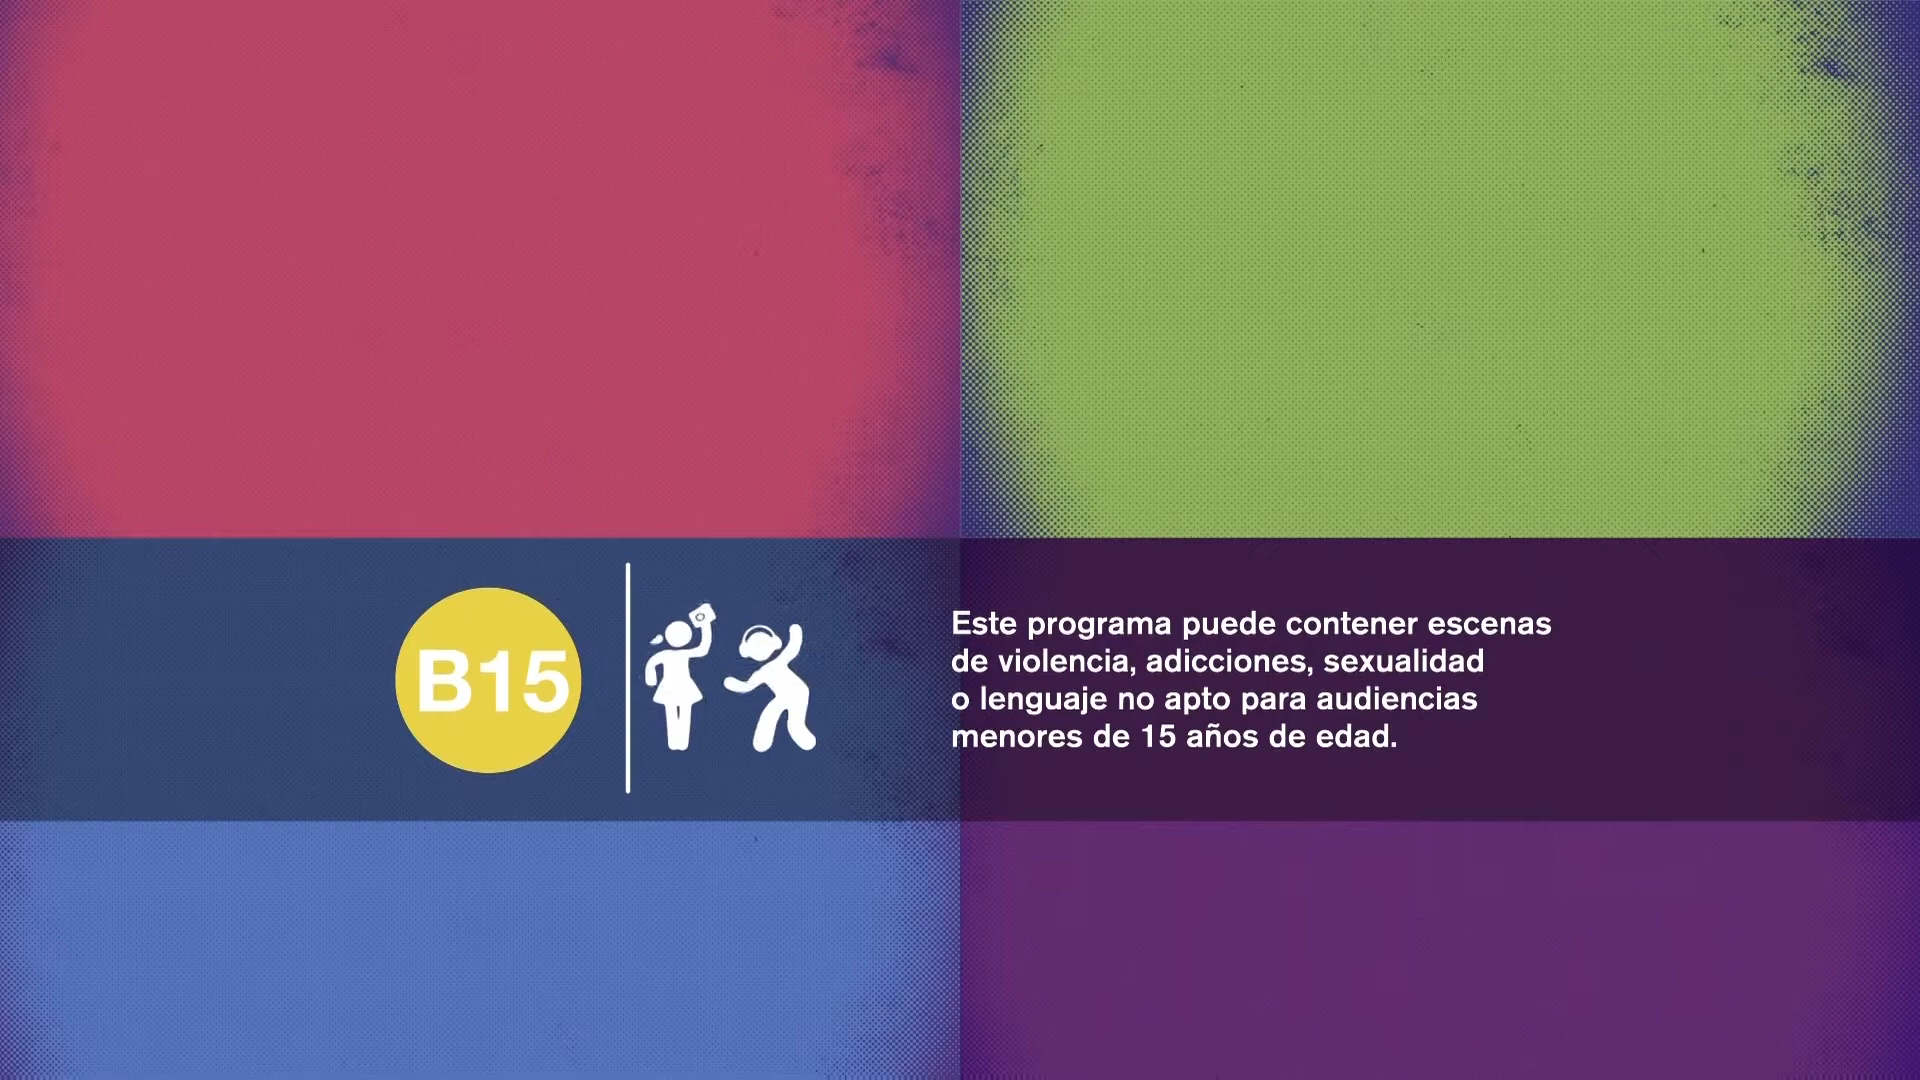 B15
Este programa puede contener escenas
de violencia, adicciones, sexualidad
o lenguaje no apto para audiencias
menores de 15 años de edad.